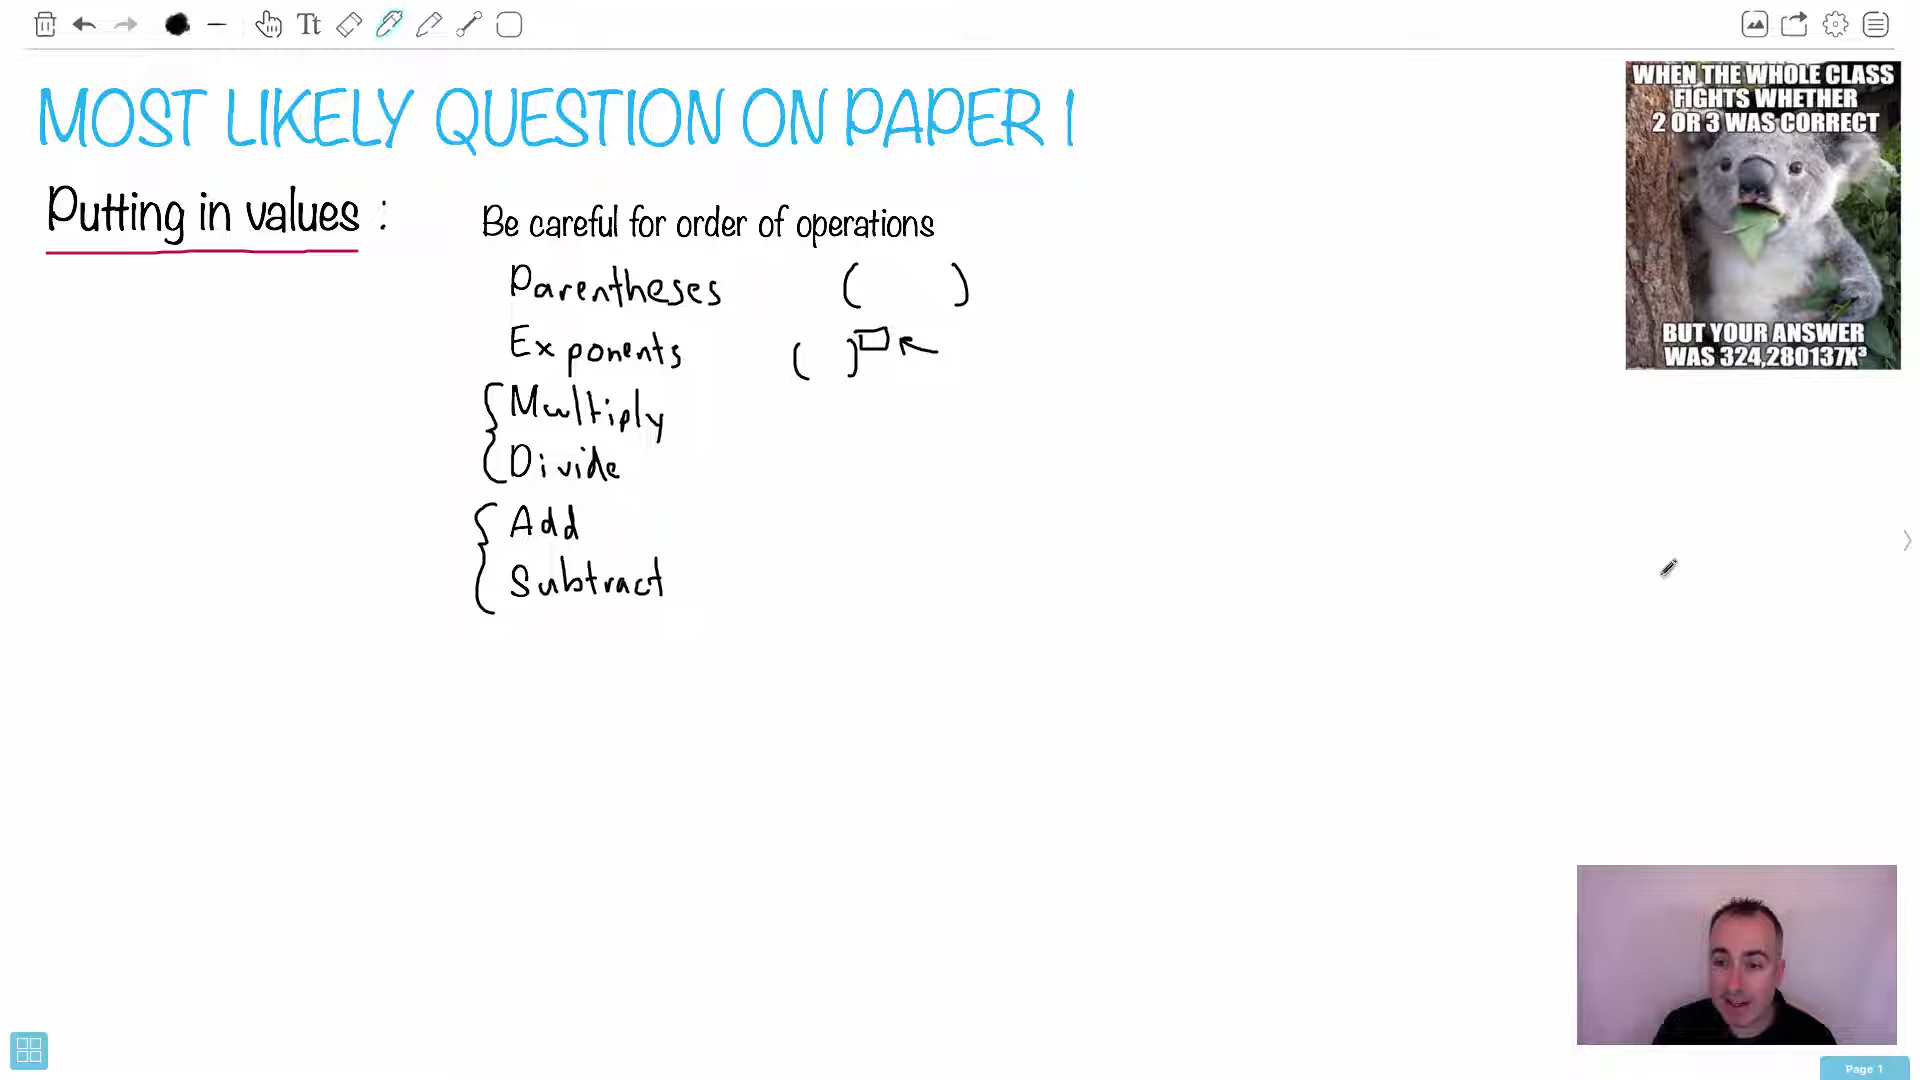 Tt
MOST LIKELY QUESTION ON PAPER 1
WHEN THE WHOLE CLASS
FIGHTS WHETHER
2 OR 3 WAS CORRECT
BUT YOUR ANSWER
WAS 324,280137X³
Putting in values :
Be careful for order of operations
Parentheses ( )
Exponents ( )
Multiply
Divide
Add
Subtract
Page 1